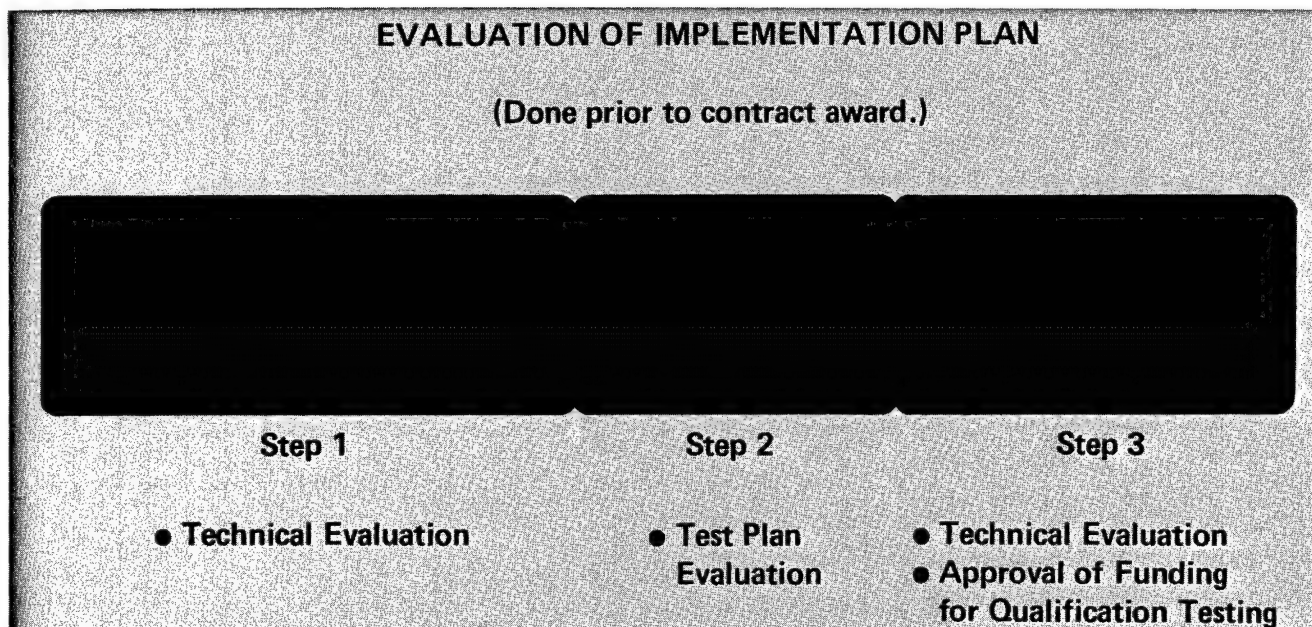 EVALUATION OF IMPLEMENTATION PLAN
(Done prior to contract award.)
Step 1
Step 2
Step 3
● Technical Evaluation
● Test Plan
Evaluation
● Technical Evaluation
● Approval of Funding
for Qualification Testing